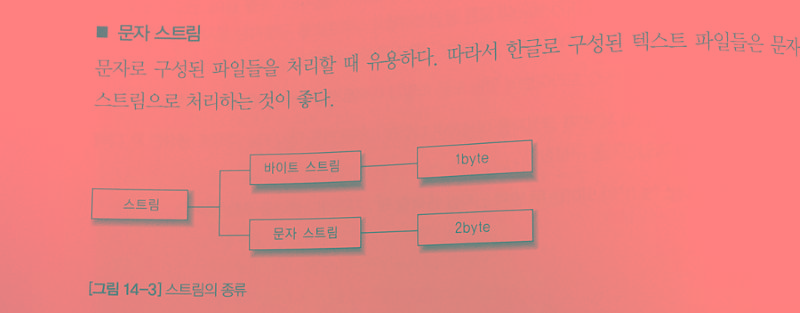 ■ 문자 스트림
문자로 구성된 파일들을 처리할 때 유용하다. 따라서 한글로 구성된 텍스트 파일들은 문자
스트림으로 처리하는 것이 좋다.
바이트 스트림
1byte
스트림
문자 스트림
2byte
[그림 14-3] 스트림의 종류